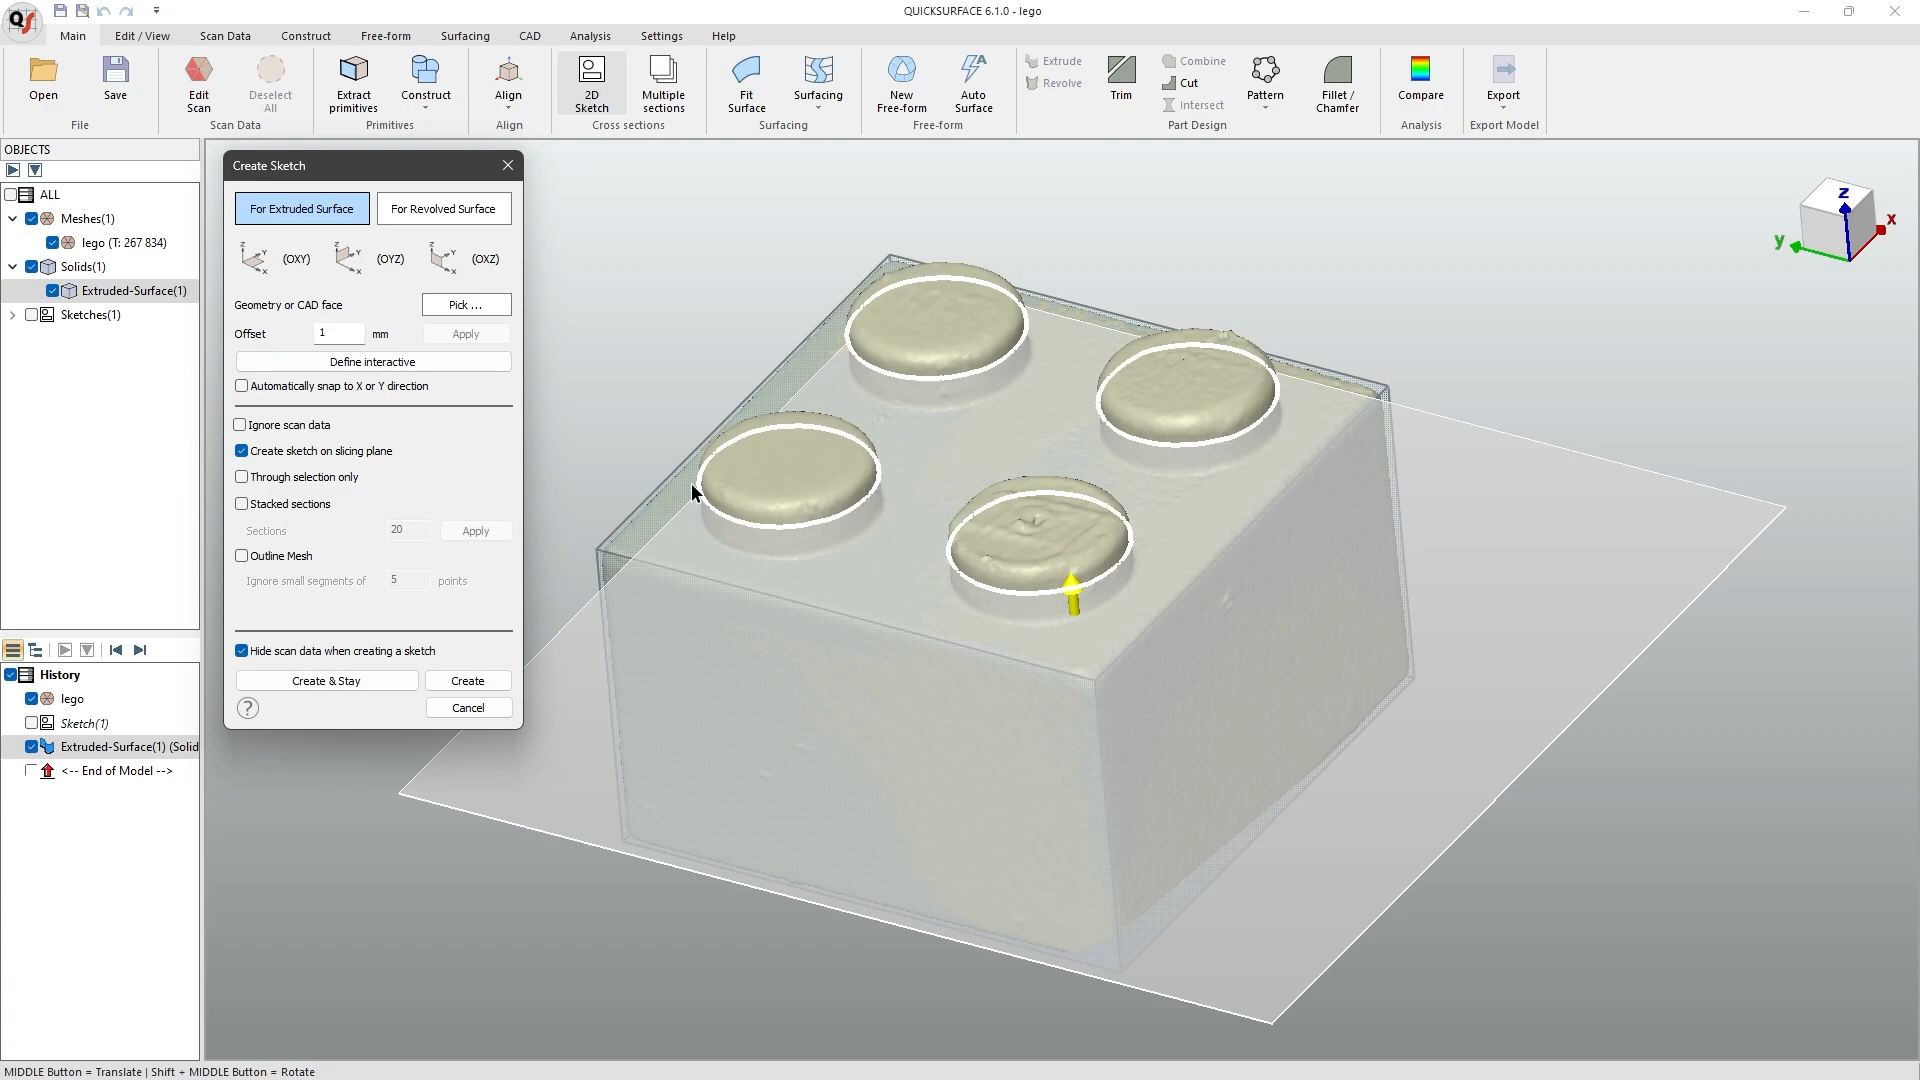 QUICKSURFACE 6.1.0 - lego
Main Edit / View Scan Data Construct Free-form Surfacing CAD Analysis Settings Help
Open
Save
File
Edit Scan
Deselect All
Scan Data
Extract primitives
Construct
Primitives
Align
Align
2D Sketch
Multiple sections
Cross sections
Fit Surface
Surfacing
Surfacing
New Free-form
Auto Surface
Free-form
Extrude
Revolve
Trim
Combine
Cut
Intersect
Pattern
Fillet / Chamfer
Part Design
Compare
Analysis
Export
Export Model
OBJECTS
ALL
Meshes(1)
lego (T: 267 834)
Solids(1)
Extruded-Surface(1)
Sketches(1)
History
lego
Sketch(1)
Extruded-Surface(1) (Solid
<-- End of Model -->
Create Sketch
For Extruded Surface For Revolved Surface
Z Y X (OXY) Z Y X (OYZ) Z Y X (OXZ)
Geometry or CAD face Pick ...
Offset 1 mm Apply
Define interactive
Automatically snap to X or Y direction
Ignore scan data
Create sketch on slicing plane
Through selection only
Stacked sections
Sections 20 Apply
Outline Mesh
Ignore small segments of 5 points
Hide scan data when creating a sketch
Create & Stay Create
? Cancel
Z
X
y
MIDDLE Button = Translate | Shift + MIDDLE Button = Rotate